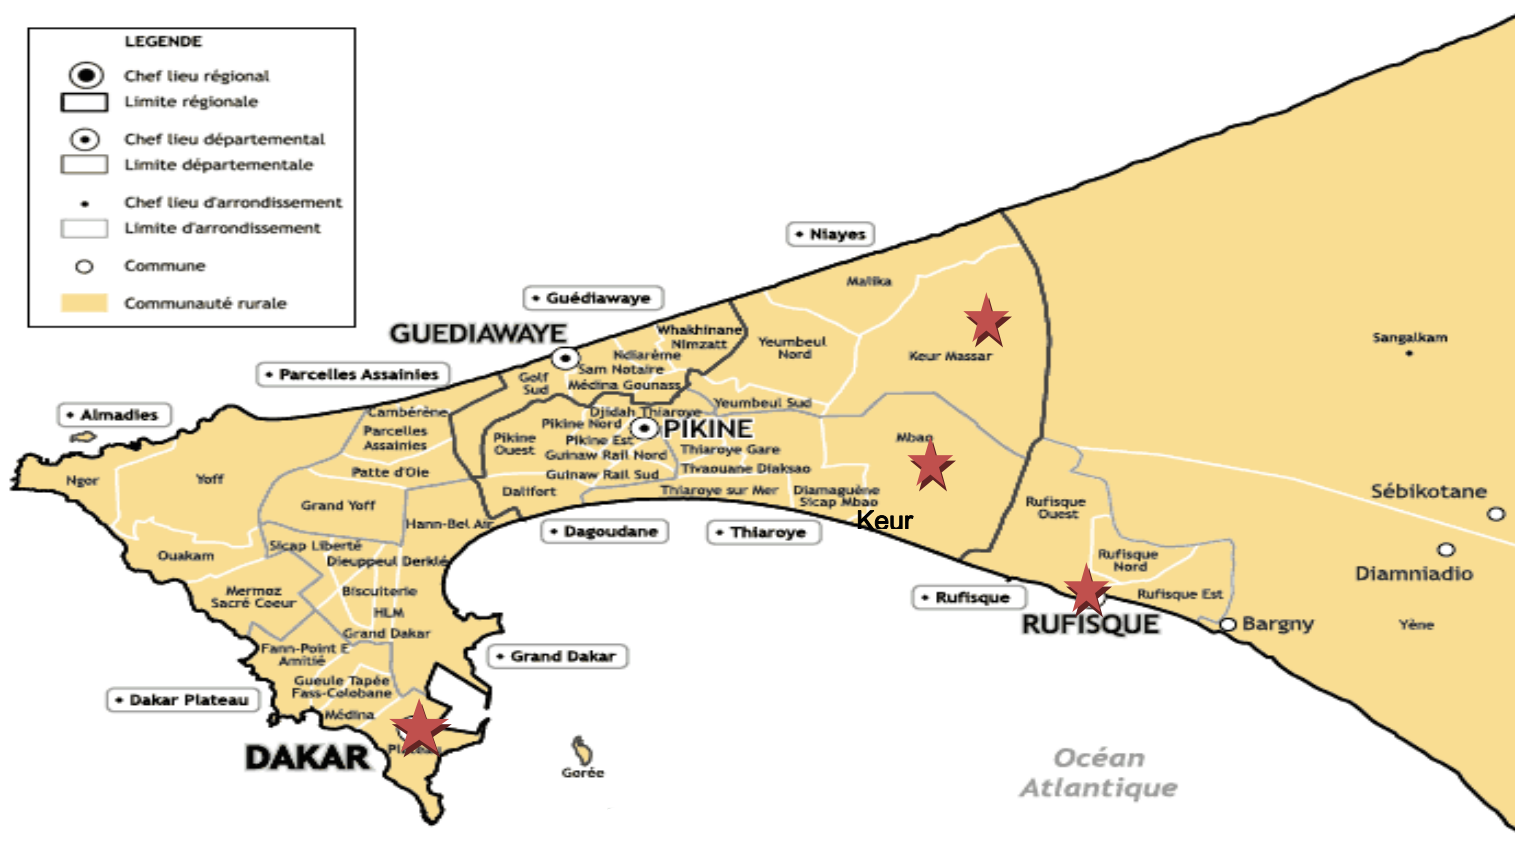 LEGENDE
Chef lieu régional
Limite régionale
Chef lieu départemental
Limite départementale
Chef lieu d'arrondissement
Limite d'arrondissement
Commune
Communauté rurale
• Niayes
• Guédiawaye
GUEDIAWAYE
• Parcelles Assainies
• Almadies
Malika
Whakhinane
Nimzatt
Yeumbeul
Nord
Keur Massar
Sangalkam
Ndiarème
Sam Notaire
Golf
Sud
Médina Gounass
Yeumbeul Sud
Cambérène
Parcelles
Assainies
Djidah Thiaroye
Pikine Nord
PIKINE
Pikine Est
Pikine
Ouest
Guinaw Rail Nord
Thiaroye Gare
Mbao
Patte d'Oie
Guinaw Rail Sud
Tivaouane Diaksao
Ngor
Yoff
Dalifort
Thiaroye sur Mer
Diamaguène
Sicap Mbao
Grand Yoff
Hann-Bel Air
Keur
Rufisque
Ouest
Sébikotane
• Dagoudane
• Thiaroye
Sicap Liberté
Dieuppeul Derklé
Ouakam
Rufisque
Nord
Diamniadio
Mermoz
Sacré Coeur
Biscuiterie
HLM
Rufisque Est
• Rufisque
RUFISQUE
Bargny
Yène
Grand Dakar
Fann-Point E
Amitié
• Grand Dakar
Gueule Tapée
Fass-Colobane
• Dakar Plateau
Médina
Plateau
DAKAR
Gorée
Océan
Atlantique